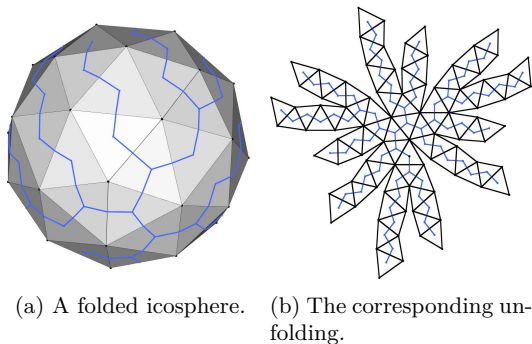 (a) A folded icosphere.
(b) The corresponding un-
folding.